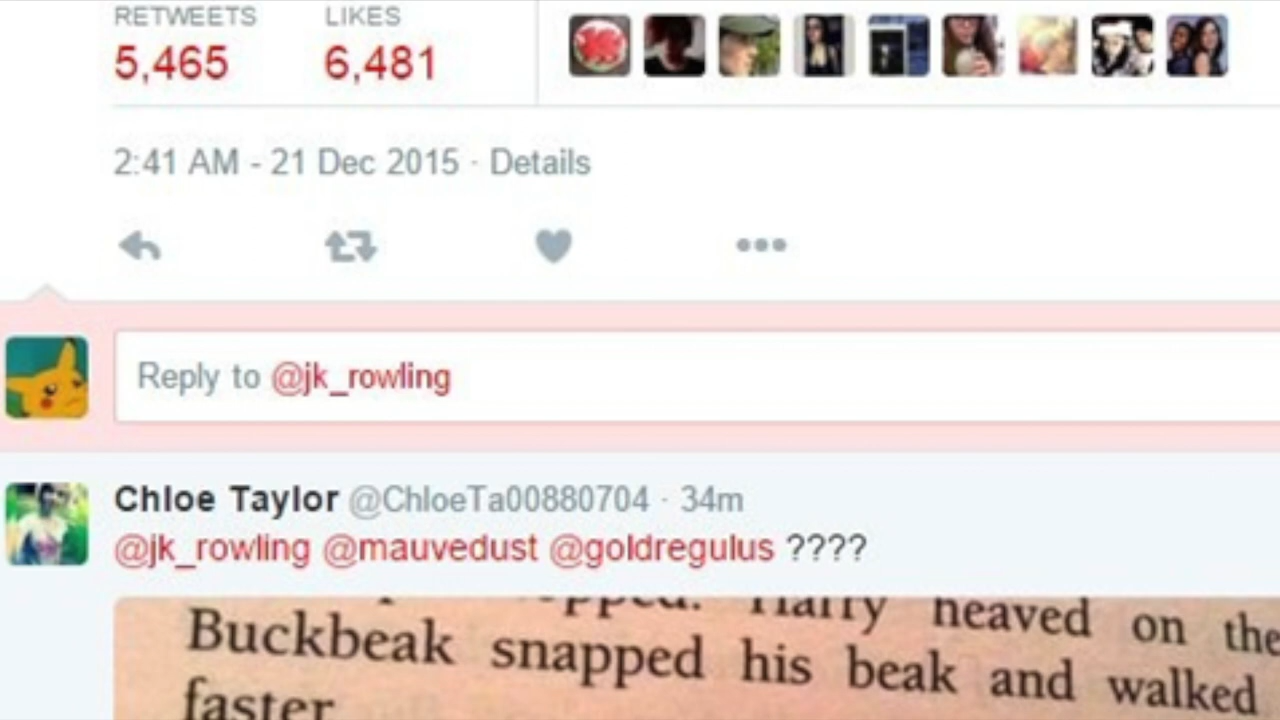 RETWEETS LIKES
5,465 6,481
2:41 AM - 21 Dec 2015 · Details
Reply to @jk_rowling
Chloe Taylor @ChloeTa00880704 · 34m
@jk_rowling @mauvedust @goldregulus ????
Harry heaved on the
Buckbeak snapped his beak and walked
faster